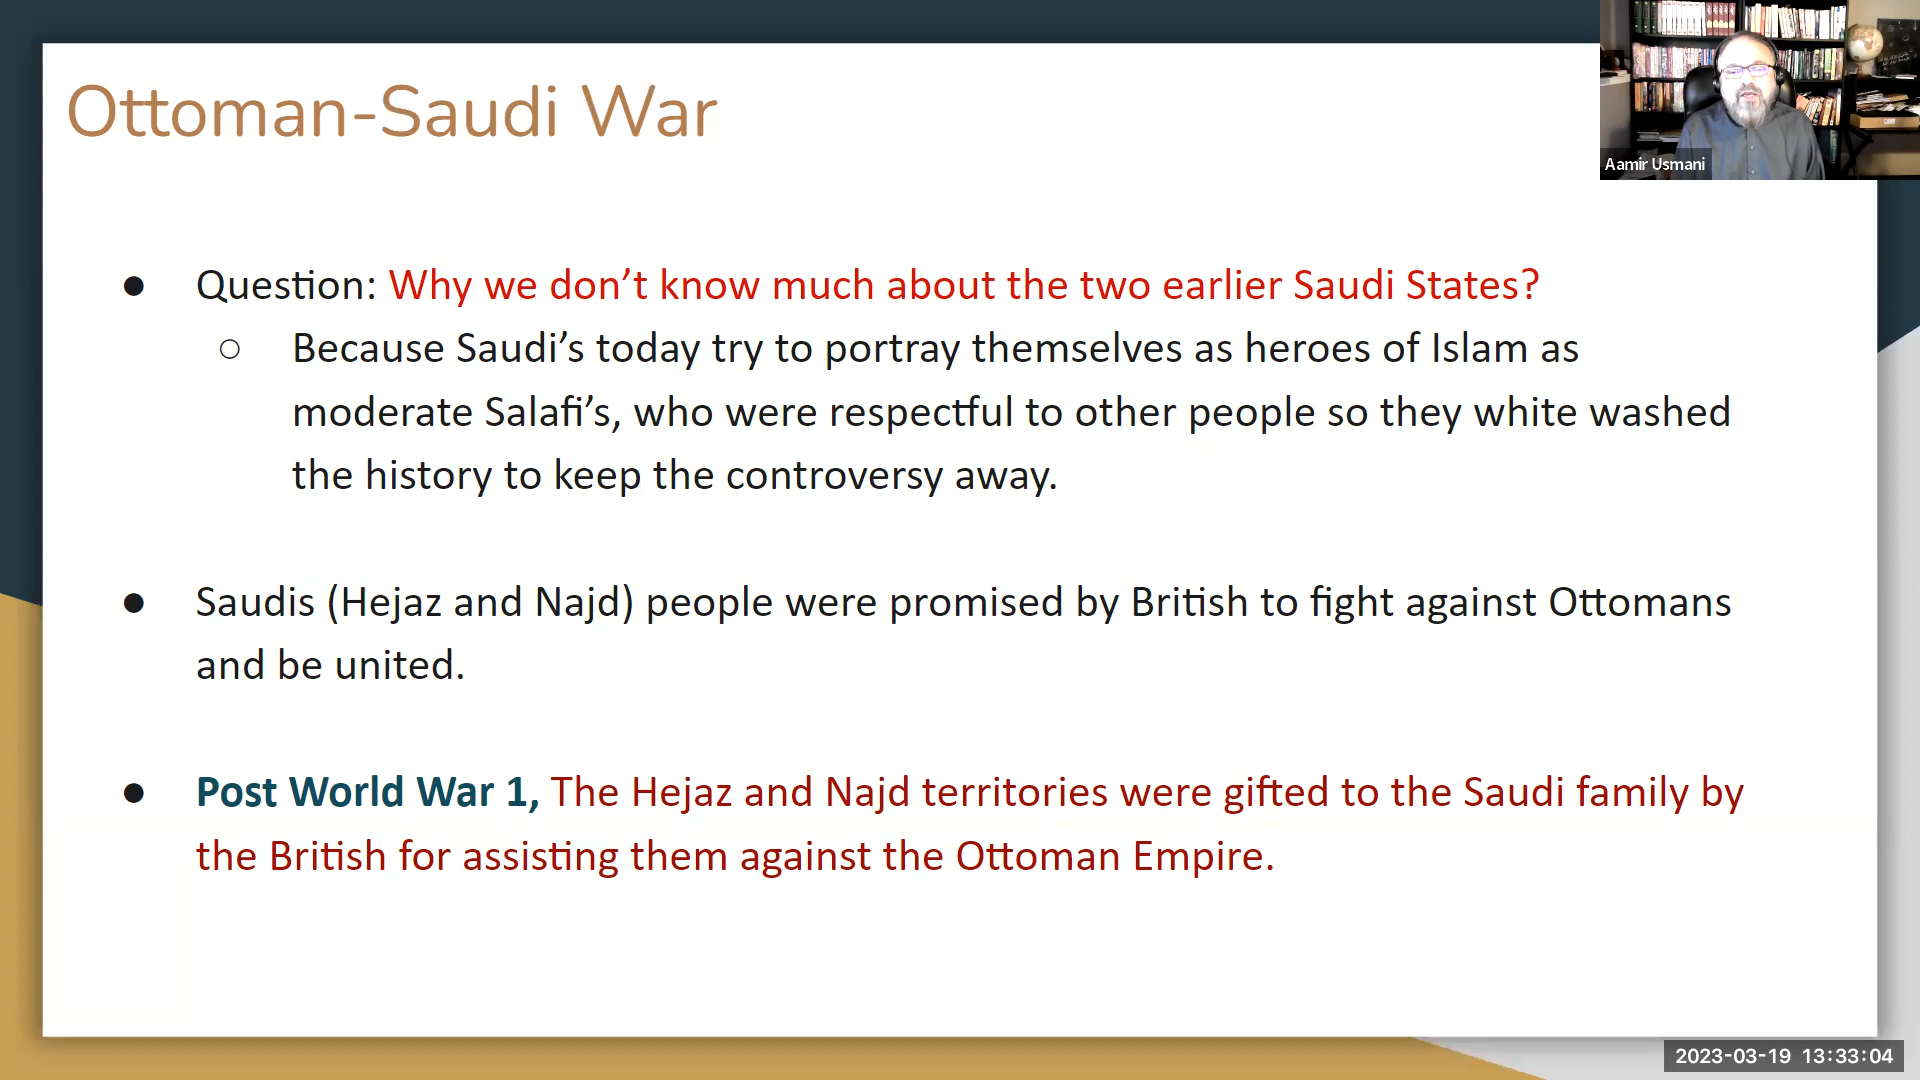 Ottoman-Saudi War
Aamir Usmani
● Question: Why we don’t know much about the two earlier Saudi States?
○ Because Saudi’s today try to portray themselves as heroes of Islam as
moderate Salafi’s, who were respectful to other people so they white washed
the history to keep the controversy away.
● Saudis (Hejaz and Najd) people were promised by British to fight against Ottomans
and be united.
● Post World War 1, The Hejaz and Najd territories were gifted to the Saudi family by
the British for assisting them against the Ottoman Empire.
2023-03-19 13:33:04